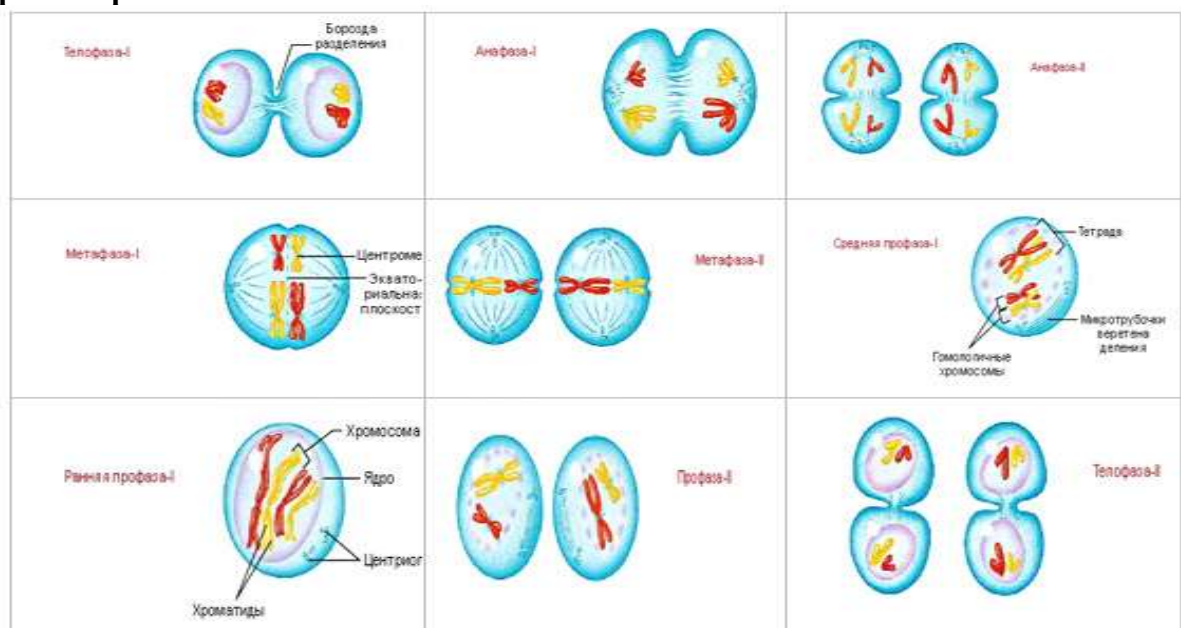 Телофаза-I
Борозда
разделения
Анафаза-I
Анафаза-II
Метафаза-I
Центроме
Эквато-
риальна
плоскост
Метафаза-II
Средняя профаза-I
Тетрада
Микротрубочки
веретена
деления
Гомологичные
хромосомы
Ранняя профаза-I
Хромосома
Ядро
Центриол
Хроматиды
Профаза-II
Телофаза-II